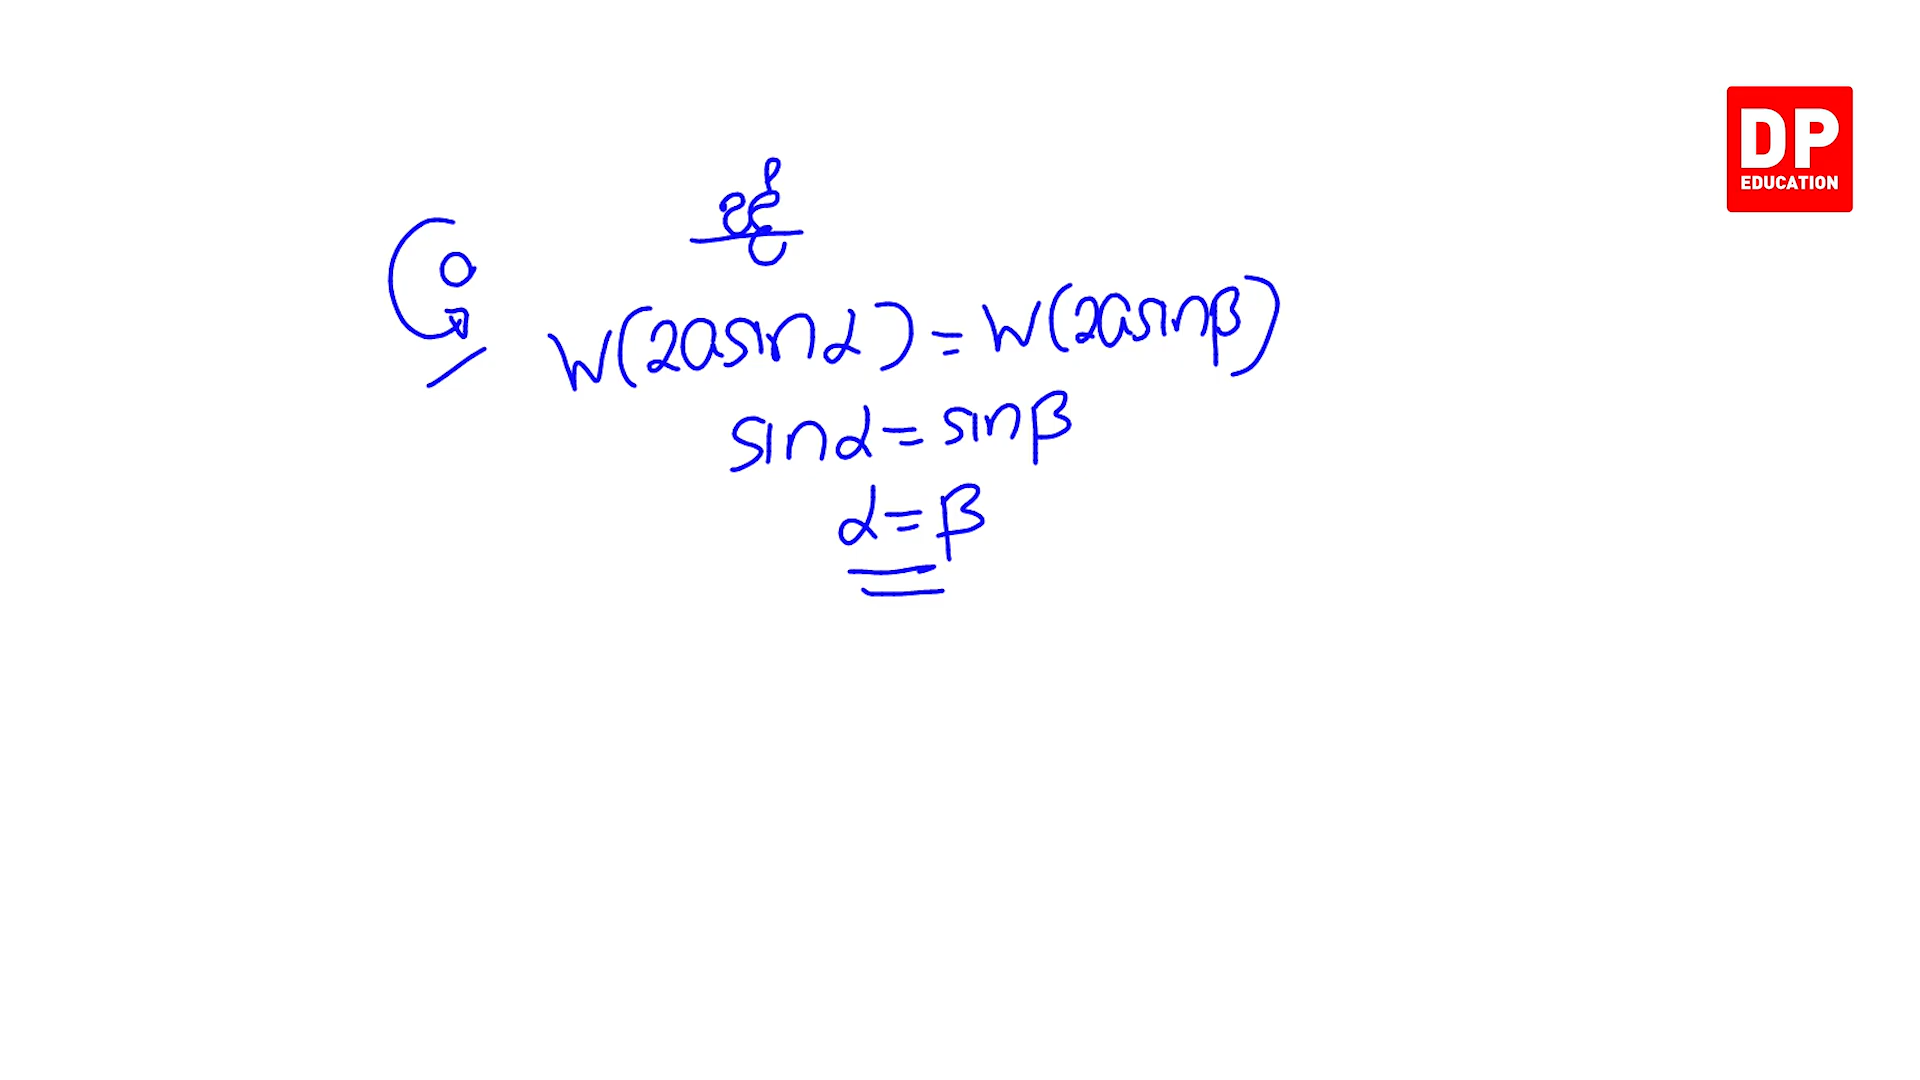 DP
EDUCATION
O
W(2asinα) = W(2asinβ)
sinα = sinβ
α = β